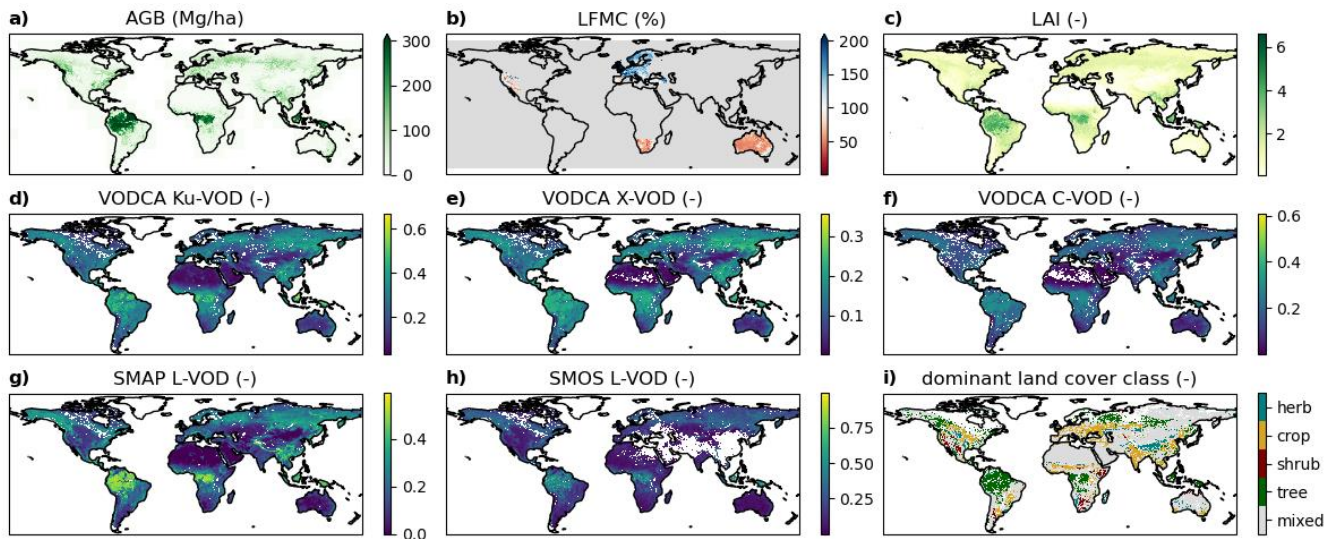 a) AGB (Mg/ha)
300
200
100
0
b) LFMC (%)
200
150
100
50
c) LAI (-)
6
4
2
d) VODCA Ku-VOD (-)
0.6
0.4
0.2
e) VODCA X-VOD (-)
0.3
0.2
0.1
f) VODCA C-VOD (-)
0.6
0.4
0.2
g) SMAP L-VOD (-)
0.4
0.2
0.0
h) SMOS L-VOD (-)
0.75
0.50
0.25
i) dominant land cover class (-)
herb
crop
shrub
tree
mixed